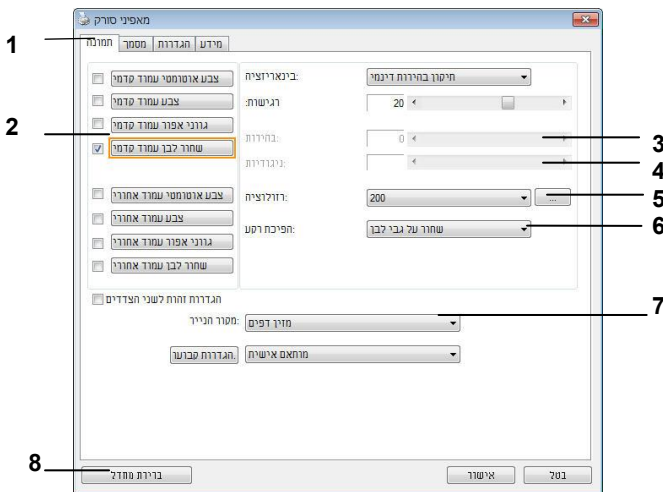 מאפיני סורק
1
תמונה מסמך הגדרות מידע
2
צבע אוטומטי עמוד קדמי
צבע עמוד קדמי
גווני אפור עמוד קדמי
שחור לבן עמוד קדמי
צבע אוטומטי עמוד אחורי
צבע עמוד אחורי
גווני אפור עמוד אחורי
שחור לבן עמוד אחורי
בינאריזציה: תיקון בהירות דינמי
רגישות: 20
בהירות: 0 3
ניגודיות: 4
רזולוציה: 200 ... 5
הפיכת רקע: שחור על גבי לבן 6
הגדרות זהות לשני הצדדים
7
מקור הנייר: מזין דפים
הגדרות קבוער. מותאם אישית
8
ברירת מחדל אישור בטל